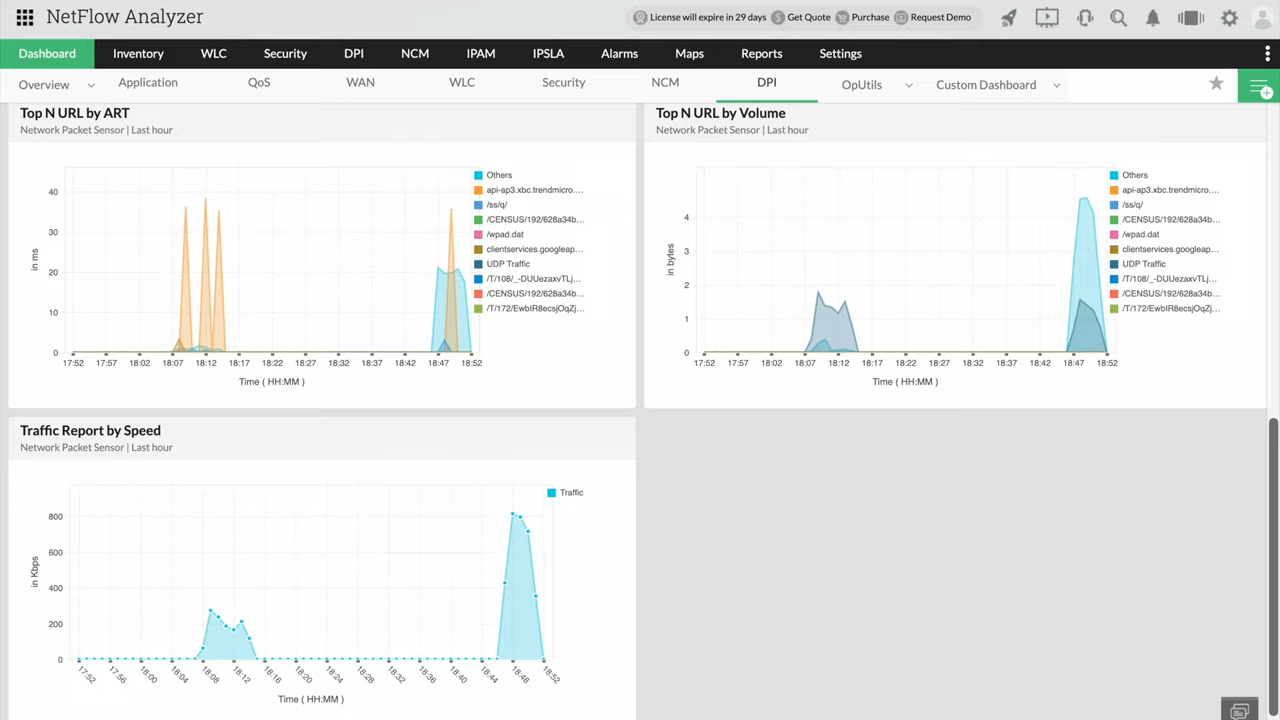 NetFlow Analyzer
License will expire in 29 days Get Quote Purchase Request Demo
Dashboard Inventory WLC Security DPI NCM IPAM IPSLA Alarms Maps Reports Settings
Overview Application QoS WAN WLC Security NCM DPI OpUtils Custom Dashboard
Top N URL by ART
Network Packet Sensor | Last hour
40
30
20
10
0
in ms
17:52 17:57 18:02 18:07 18:12 18:17 18:22 18:27 18:32 18:37 18:42 18:47 18:52
Time ( HH:MM )
Others
api-ap3.xbc.trendmicro....
/ss/q/
/CENSUS/192/628a34b...
/wpad.dat
clientservices.googleap...
UDP Traffic
/T/108/_-DUUezaxvTLj...
/CENSUS/192/628a34b...
/T/172/EwbIR8ecsjOqZj...
Top N URL by Volume
Network Packet Sensor | Last hour
4
3
2
1
0
in bytes
17:52 17:57 18:02 18:07 18:12 18:17 18:22 18:27 18:32 18:37 18:42 18:47 18:52
Time ( HH:MM )
Others
api-ap3.xbc.trendmicro....
/ss/q/
/CENSUS/192/628a34b...
/wpad.dat
clientservices.googleap...
UDP Traffic
/T/108/_-DUUezaxvTLj...
/CENSUS/192/628a34b...
/T/172/EwbIR8ecsjOqZj...
Traffic Report by Speed
Network Packet Sensor | Last hour
800
600
400
200
0
in Kbps
17:52 17:56 18:00 18:04 18:08 18:12 18:16 18:20 18:24 18:28 18:32 18:36 18:40 18:44 18:48 18:52
Time ( HH:MM )
Traffic